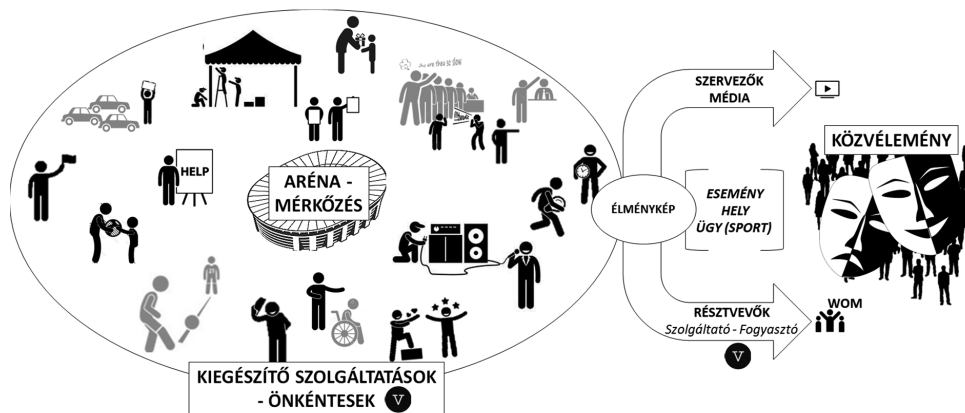 HELP
ARÉNA -
MÉRKŐZÉS
KIEGÉSZÍTŐ SZOLGÁLTATÁSOK
- ÖNKÉNTESEK V
ÉLMÉNYKÉP
SZERVEZŐK
MÉDIA
ESEMÉNY
HELY
ÜGY (SPORT)
RÉSZTVEVŐK
Szolgáltató - Fogyasztó
V
WOM
KÖZVÉLEMÉNY